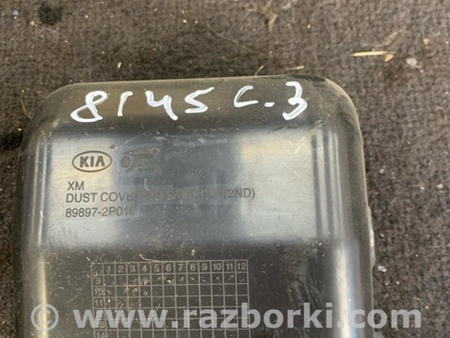 8145 C.3
KIA
XM
DUST COVER (2ND)
89897-2P010
1 2 3 4 5 6 7 8 9 10 11 12
www.razborki.com